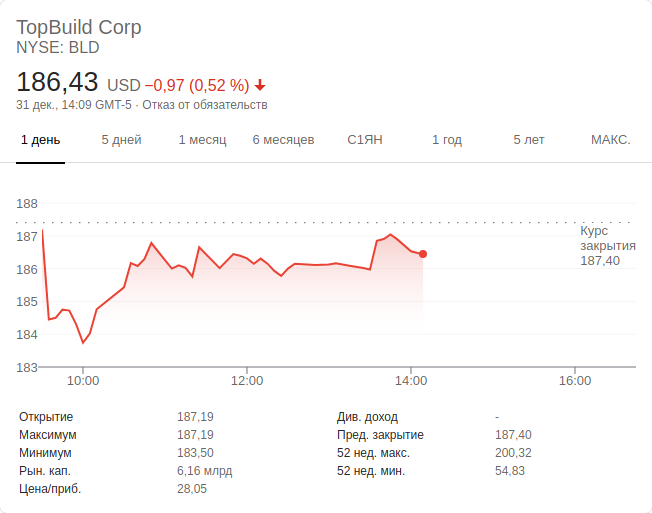 TopBuild Corp
NYSE: BLD
186,43 USD −0,97 (0,52 %)
31 дек., 14:09 GMT-5 · Отказ от обязательств
1 день 5 дней 1 месяц 6 месяцев С1ЯН 1 год 5 лет МАКС.
188
187
186
185
184
183
Курс
закрытия
187,40
10:00 12:00 14:00 16:00
Открытие 187,19
Максимум 187,19
Минимум 183,50
Рын. кап. 6,16 млрд
Цена/приб. 28,05
Див. доход -
Пред. закрытие 187,40
52 нед. макс. 200,32
52 нед. мин. 54,83